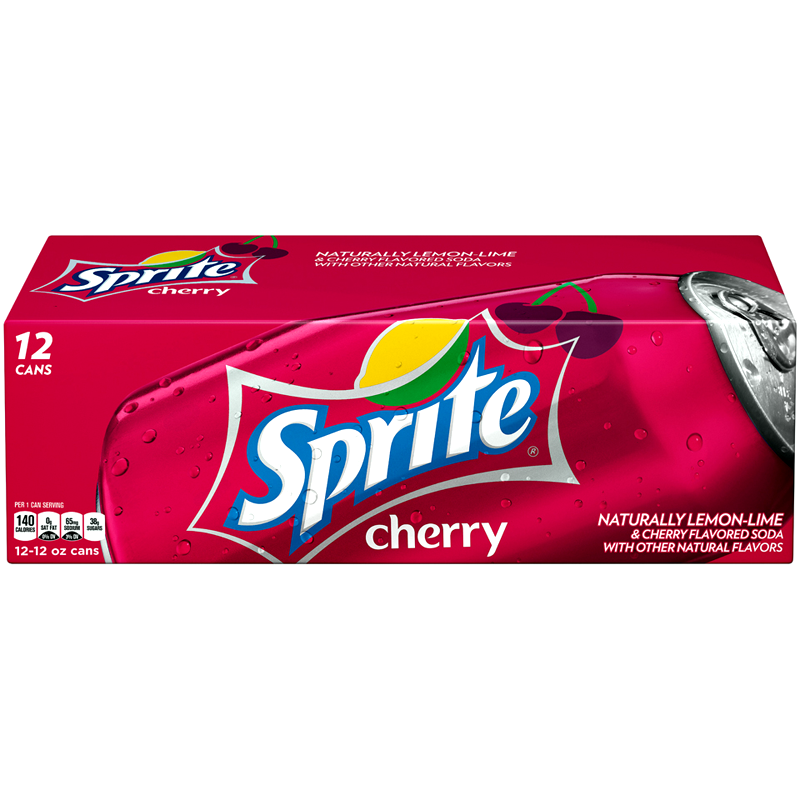 Sprite
cherry
NATURALLY LEMON-LIME
& CHERRY FLAVORED SODA
WITH OTHER NATURAL FLAVORS
12
CANS
Sprite®
cherry
PER 1 CAN SERVING
140 CALORIES
0g SAT FAT 0% DV
65mg SODIUM 3% DV
38g SUGARS
12-12 oz cans
NATURALLY LEMON-LIME
& CHERRY FLAVORED SODA
WITH OTHER NATURAL FLAVORS